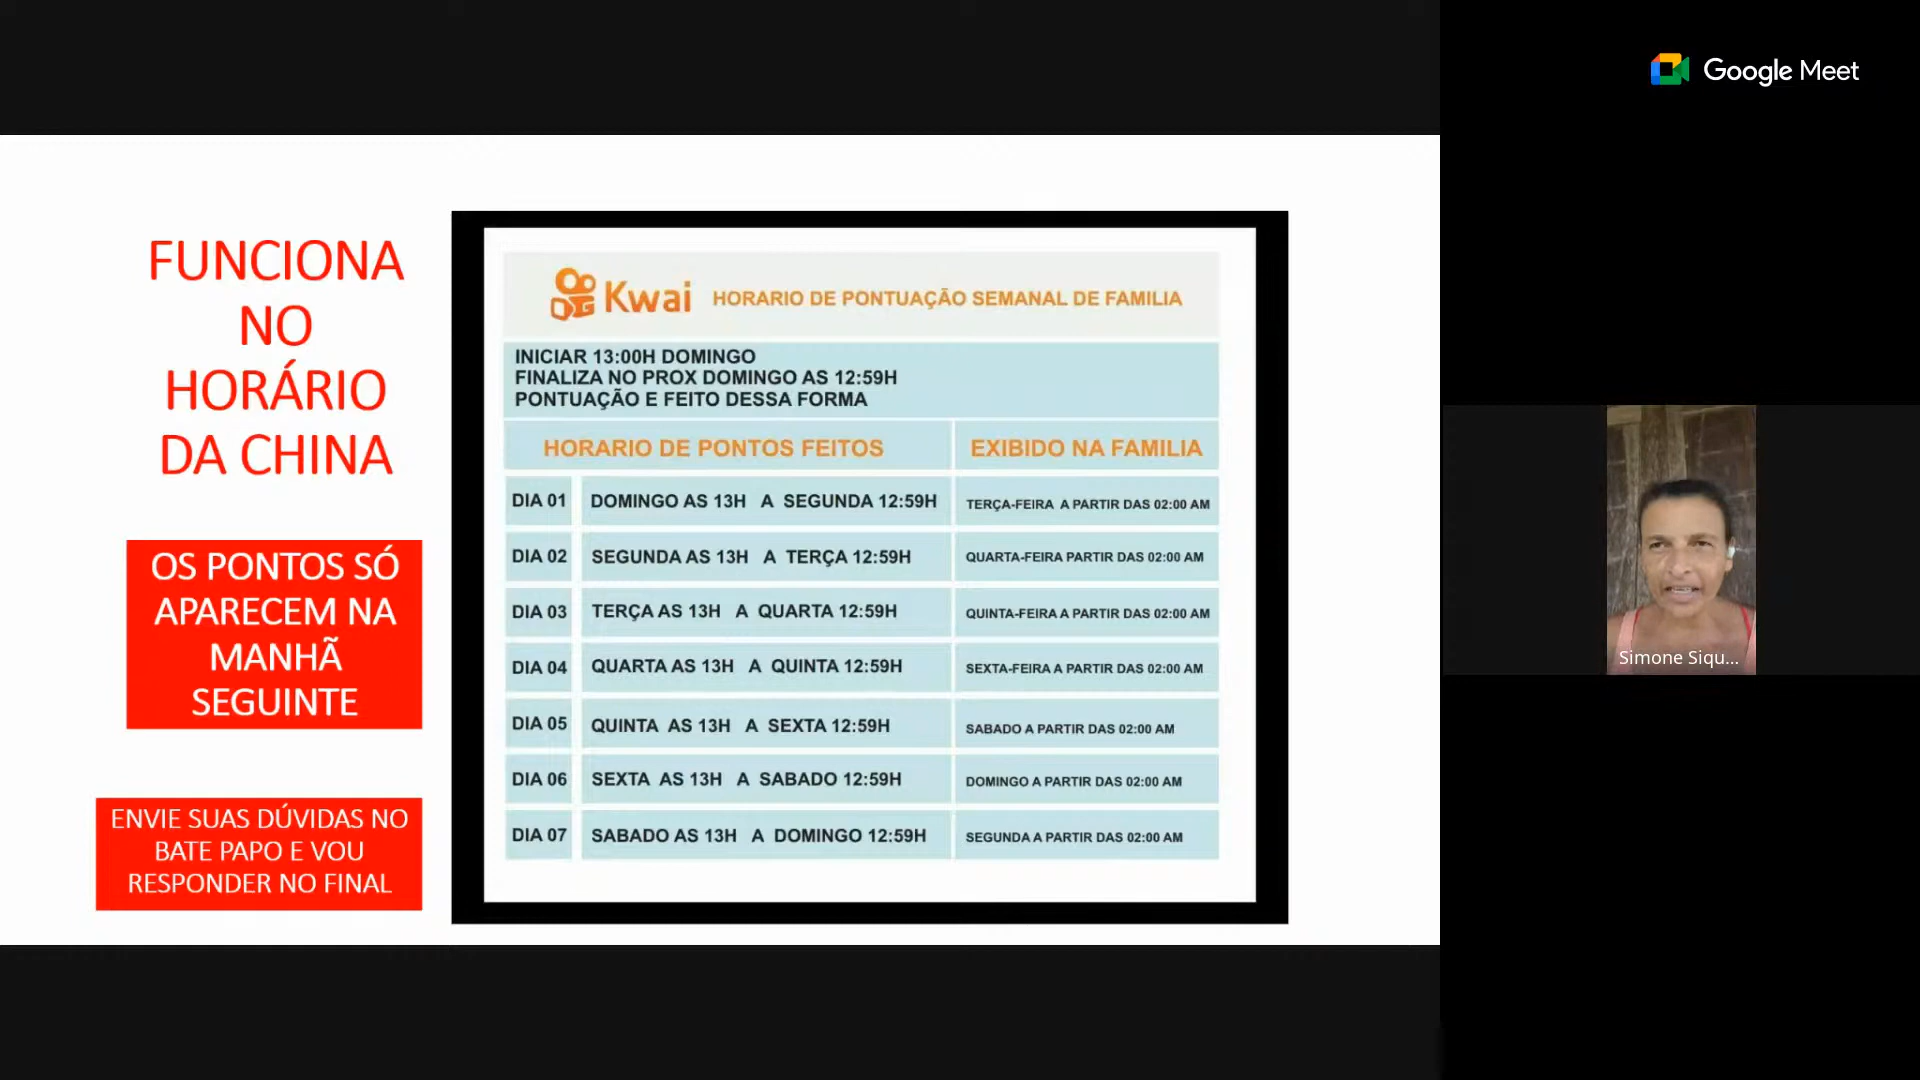 Google Meet
FUNCIONA
NO
HORÁRIO
DA CHINA
OS PONTOS SÓ
APARECEM NA
MANHÃ
SEGUINTE
ENVIE SUAS DÚVIDAS NO
BATE PAPO E VOU
RESPONDER NO FINAL
Kwai HORARIO DE PONTUAÇÃO SEMANAL DE FAMILIA
INICIAR 13:00H DOMINGO
FINALIZA NO PROX DOMINGO AS 12:59H
PONTUAÇÃO E FEITO DESSA FORMA
HORARIO DE PONTOS FEITOS EXIBIDO NA FAMILIA
DIA 01 DOMINGO AS 13H A SEGUNDA 12:59H TERÇA-FEIRA A PARTIR DAS 02:00 AM
DIA 02 SEGUNDA AS 13H A TERÇA 12:59H QUARTA-FEIRA PARTIR DAS 02:00 AM
DIA 03 TERÇA AS 13H A QUARTA 12:59H QUINTA-FEIRA A PARTIR DAS 02:00 AM
DIA 04 QUARTA AS 13H A QUINTA 12:59H SEXTA-FEIRA A PARTIR DAS 02:00 AM
DIA 05 QUINTA AS 13H A SEXTA 12:59H SABADO A PARTIR DAS 02:00 AM
DIA 06 SEXTA AS 13H A SABADO 12:59H DOMINGO A PARTIR DAS 02:00 AM
DIA 07 SABADO AS 13H A DOMINGO 12:59H SEGUNDA A PARTIR DAS 02:00 AM
Simone Siqu...